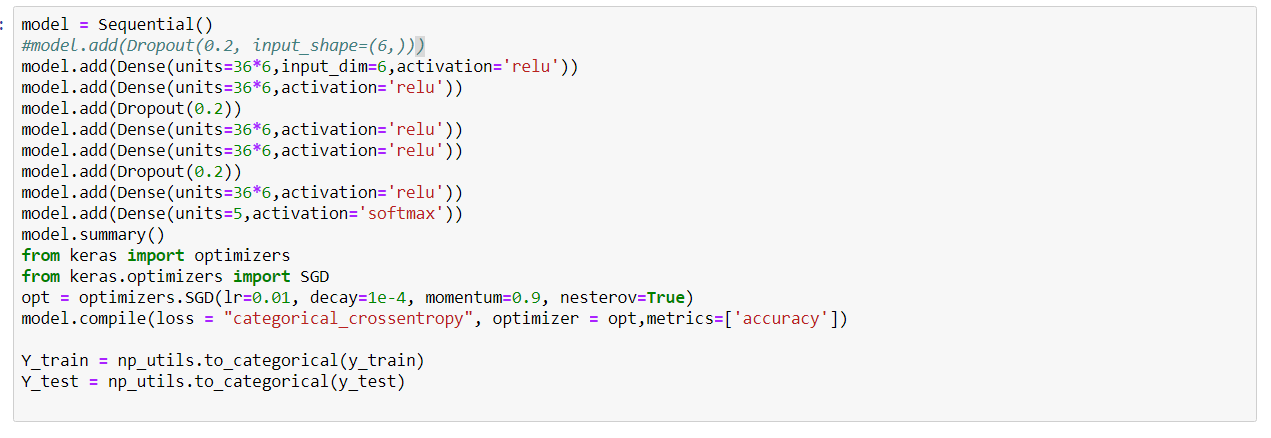 :
model = Sequential()
#model.add(Dropout(0.2, input_shape=(6,)))
model.add(Dense(units=36*6,input_dim=6,activation='relu'))
model.add(Dense(units=36*6,activation='relu'))
model.add(Dropout(0.2))
model.add(Dense(units=36*6,activation='relu'))
model.add(Dense(units=36*6,activation='relu'))
model.add(Dropout(0.2))
model.add(Dense(units=36*6,activation='relu'))
model.add(Dense(units=5,activation='softmax'))
model.summary()
from keras import optimizers
from keras.optimizers import SGD
opt = optimizers.SGD(lr=0.01, decay=1e-4, momentum=0.9, nesterov=True)
model.compile(loss = "categorical_crossentropy", optimizer = opt,metrics=['accuracy'])
Y_train = np_utils.to_categorical(y_train)
Y_test = np_utils.to_categorical(y_test)